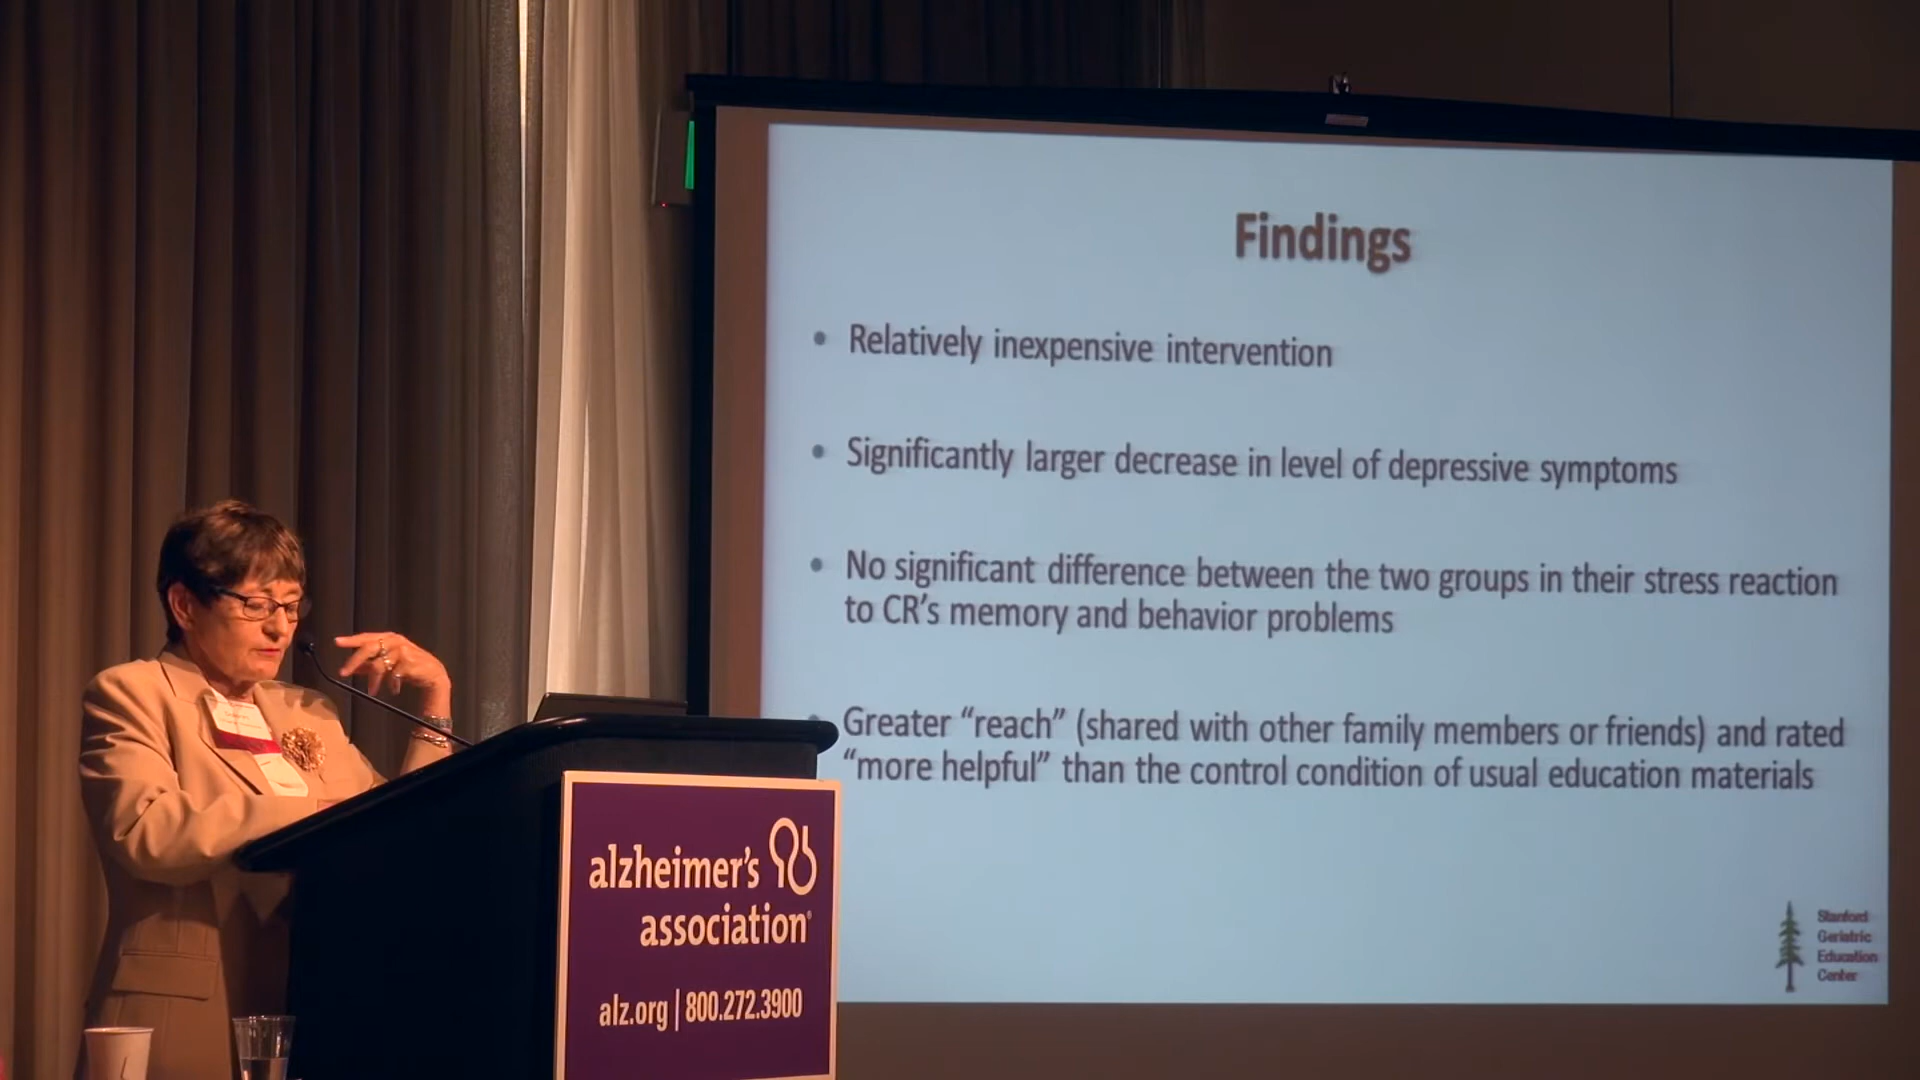 Findings
• Relatively inexpensive intervention
• Significantly larger decrease in level of depressive symptoms
• No significant difference between the two groups in their stress reaction
to CR's memory and behavior problems
• Greater “reach” (shared with other family members or friends) and rated
“more helpful” than the control condition of usual education materials
Stanford
Geriatric
Education
Center
alzheimer's
association®
alz.org | 800.272.3900